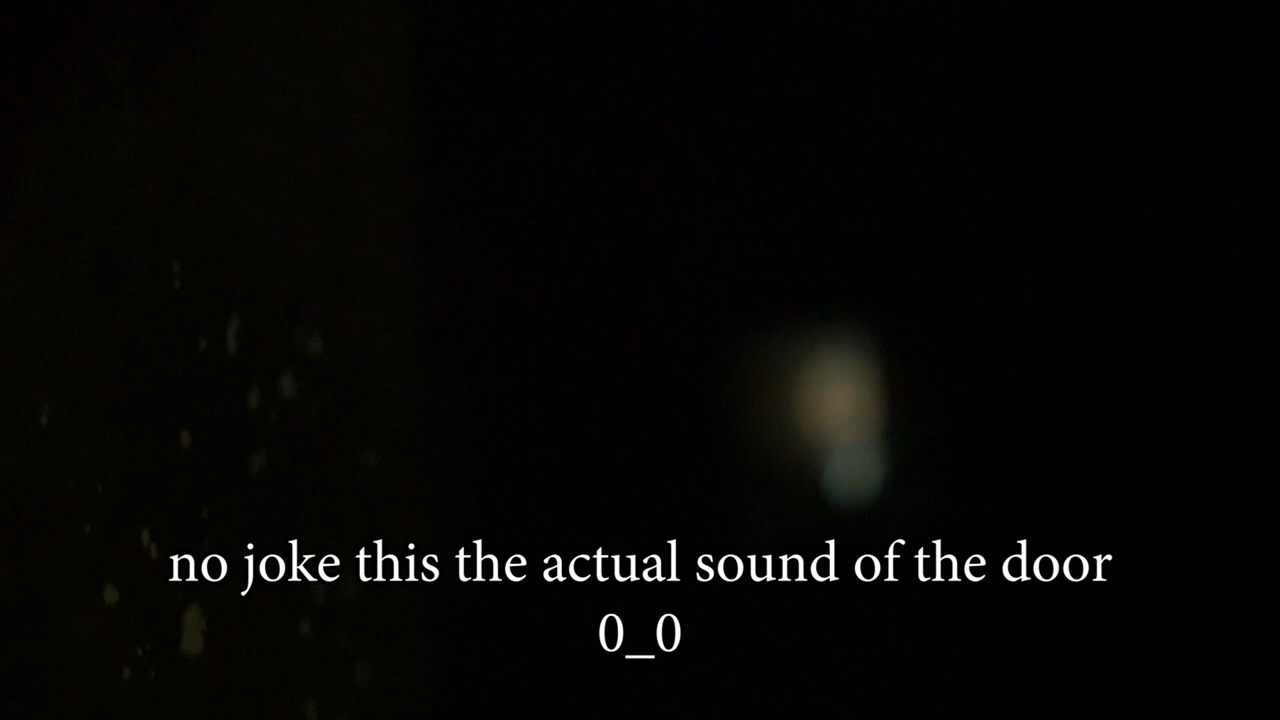 no joke this the actual sound of the door
0_0